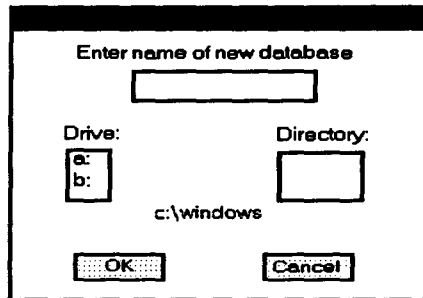 Enter name of new database
Drive: Directory:
a:
b:
c:\windows
OK Cancel